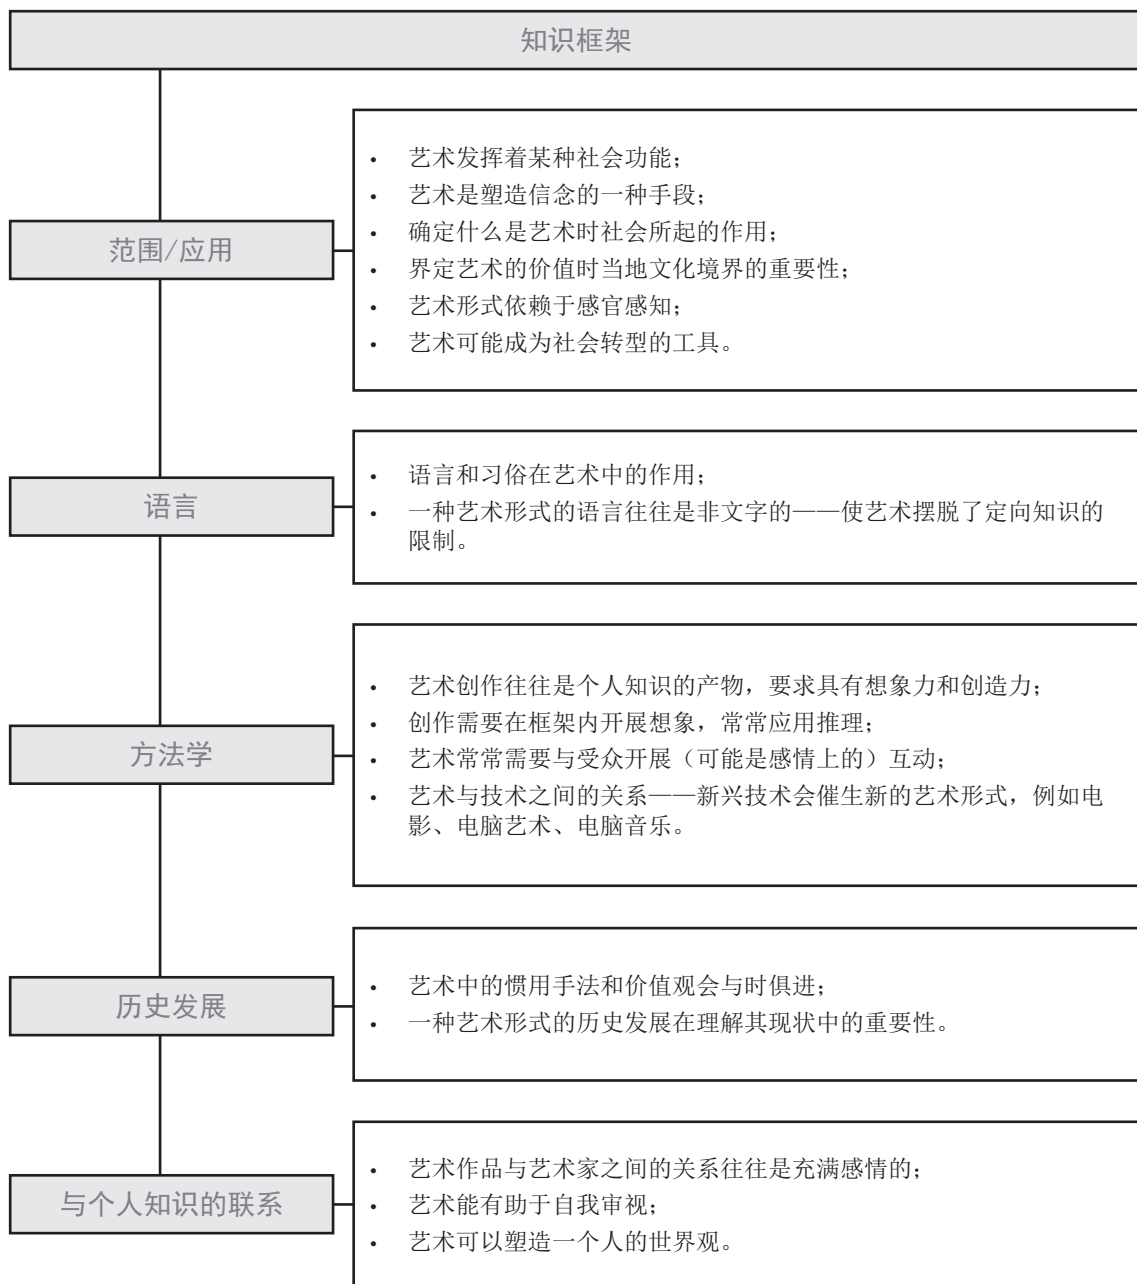 知识框架
范围/应用
• 艺术发挥着某种社会功能；
• 艺术是塑造信念的一种手段；
• 确定什么是艺术时社会所起的作用；
• 界定艺术的价值时当地文化境界的重要性；
• 艺术形式依赖于感官感知；
• 艺术可能成为社会转型的工具。
语言
• 语言和习俗在艺术中的作用；
• 一种艺术形式的语言往往是非文字的——使艺术摆脱了定向知识的
限制。
方法学
• 艺术创作往往是个人知识的产物，要求具有想象力和创造力；
• 创作需要在框架内开展想象，常常应用推理；
• 艺术常常需要与受众开展（可能是感情上的）互动；
• 艺术与技术之间的关系——新兴技术会催生新的艺术形式，例如电
影、电脑艺术、电脑音乐。
历史发展
• 艺术中的惯用手法和价值观会与时俱进；
• 一种艺术形式的历史发展在理解其现状中的重要性。
与个人知识的联系
• 艺术作品与艺术家之间的关系往往是充满感情的；
• 艺术能有助于自我审视；
• 艺术可以塑造一个人的世界观。